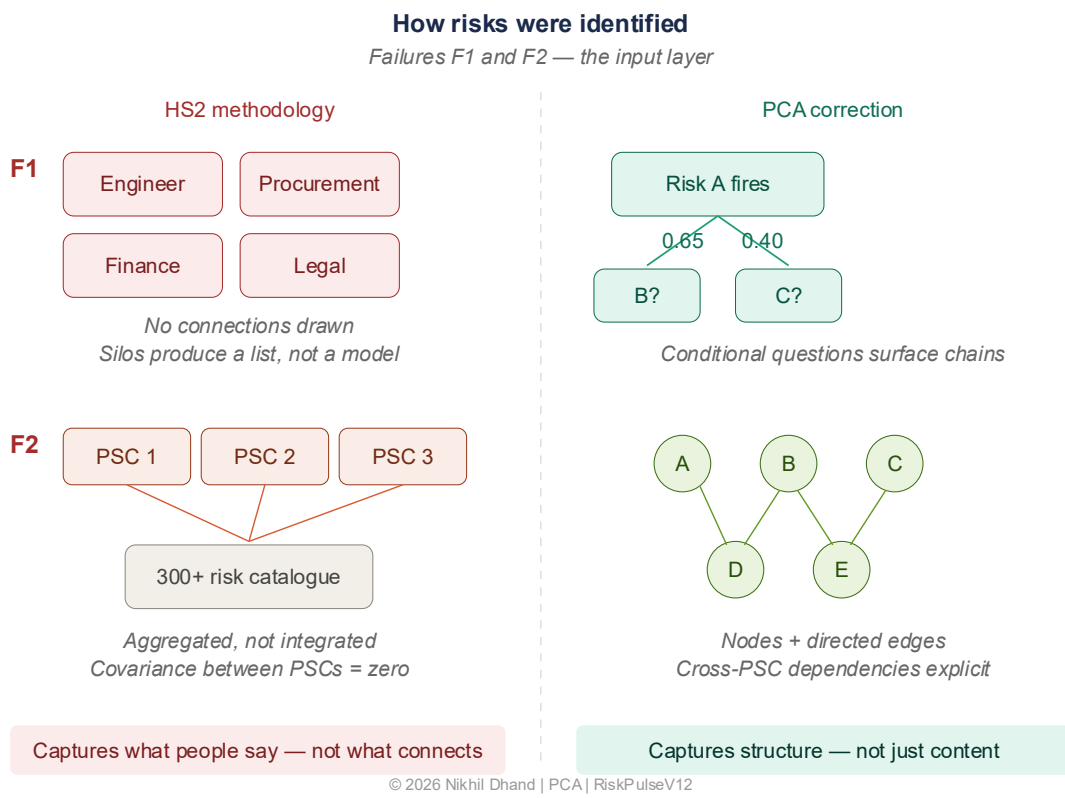 How risks were identified
Failures F1 and F2 — the input layer
HS2 methodology
PCA correction
F1
Engineer
Procurement
Finance
Legal
No connections drawn
Silos produce a list, not a model
Risk A fires
0.65
0.40
B?
C?
Conditional questions surface chains
F2
PSC 1
PSC 2
PSC 3
300+ risk catalogue
Aggregated, not integrated
Covariance between PSCs = zero
A
B
C
D
E
Nodes + directed edges
Cross-PSC dependencies explicit
Captures what people say — not what connects
Captures structure — not just content
© 2026 Nikhil Dhand | PCA | RiskPulseV12